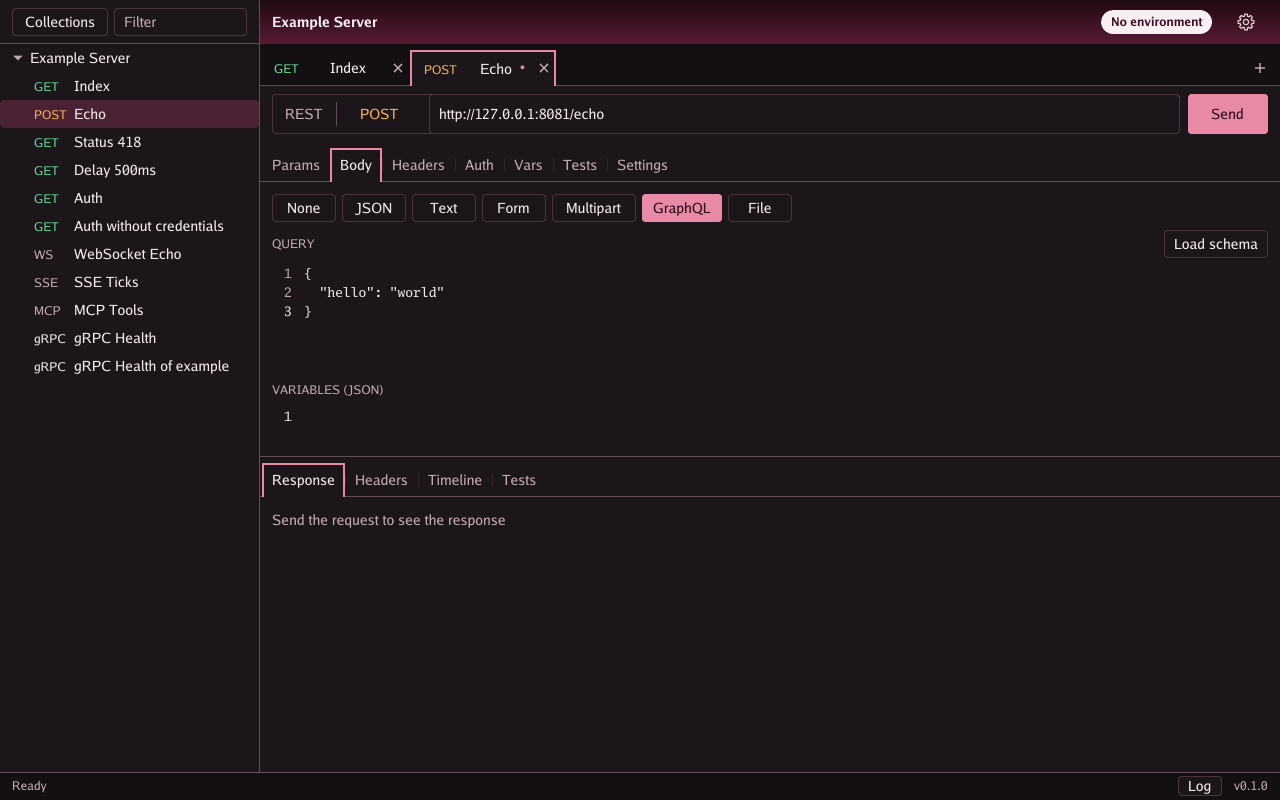 Collections Filter Example Server No environment
Example Server
GET Index
POST Echo
GET Status 418
GET Delay 500ms
GET Auth
GET Auth without credentials
WS WebSocket Echo
SSE SSE Ticks
MCP MCP Tools
gRPC gRPC Health
gRPC gRPC Health of example
GET Index POST Echo
REST POST http://127.0.0.1:8081/echo Send
Params Body Headers Auth Vars Tests Settings
None JSON Text Form Multipart GraphQL File
QUERY Load schema
1 {
2 "hello": "world"
3 }
VARIABLES (JSON)
1
Response Headers Timeline Tests
Send the request to see the response
Ready Log v0.1.0